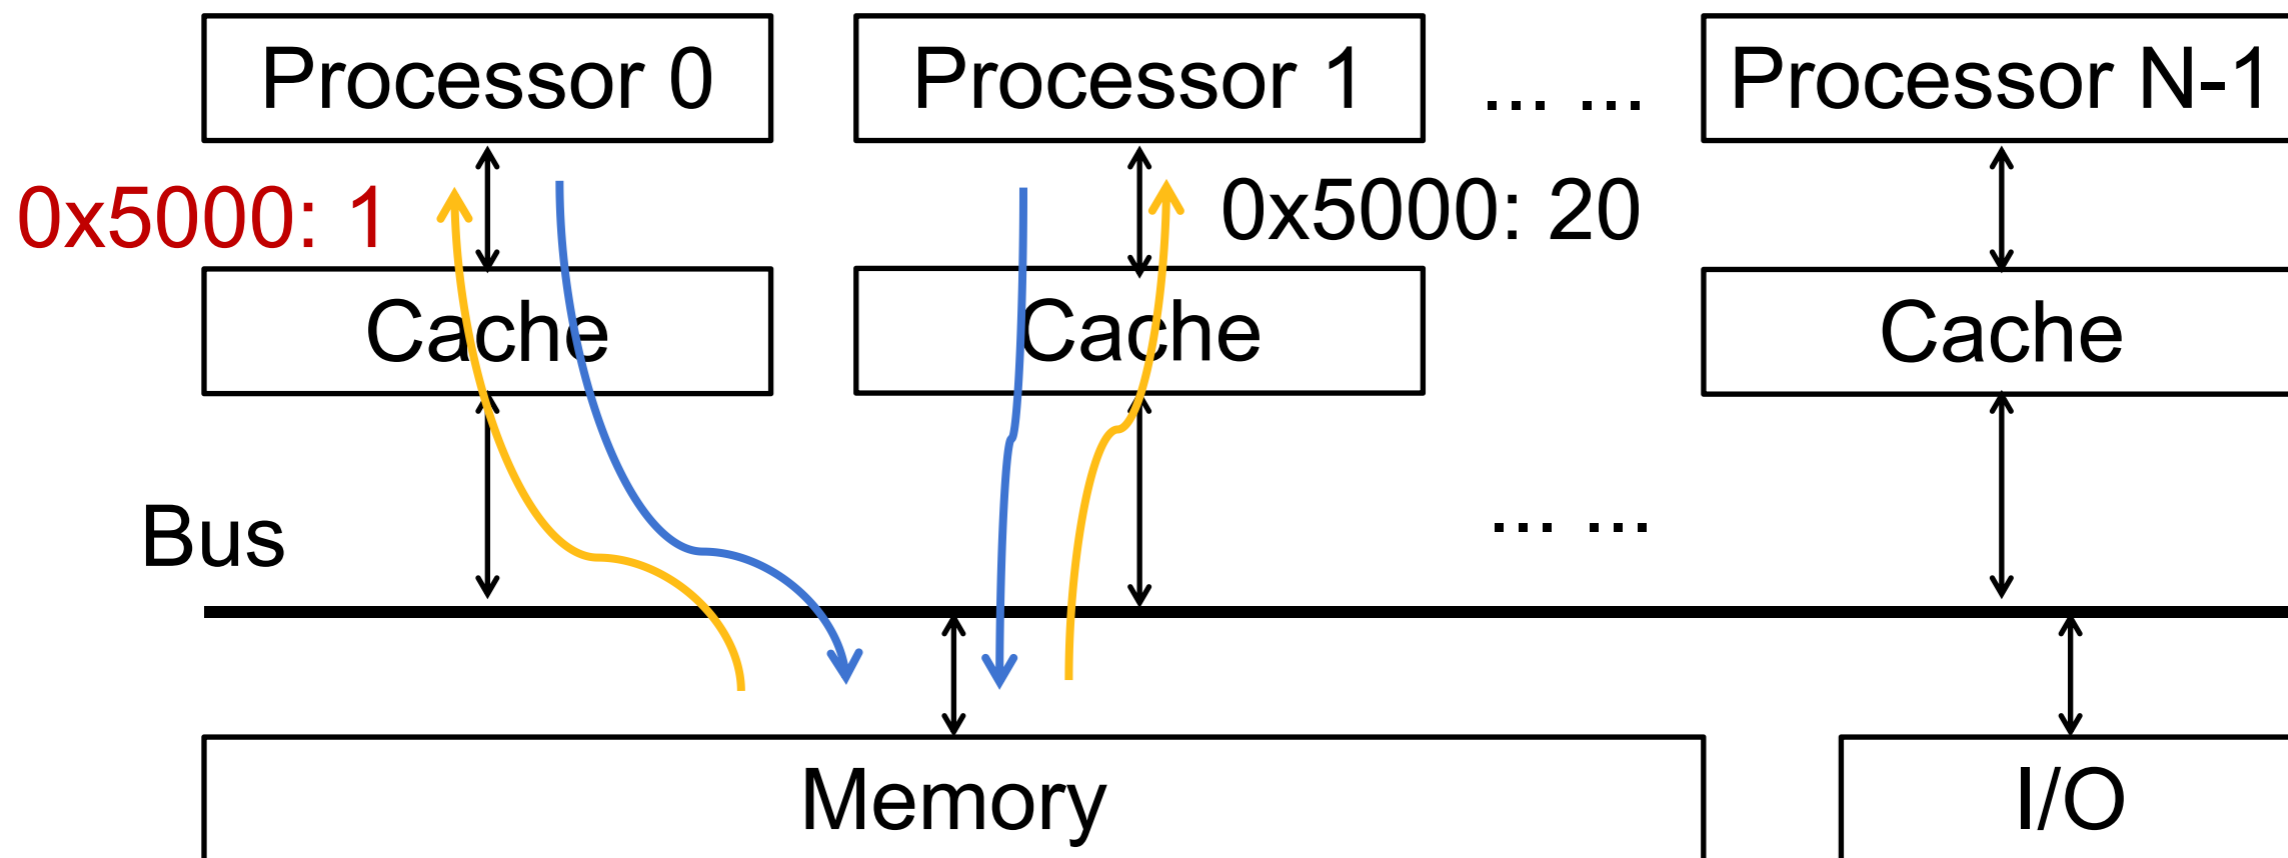 Processor 0
Processor 1
... ...
Processor N-1
0x5000: 1
0x5000: 20
Cache
Cache
Cache
Bus
... ...
Memory
I/O